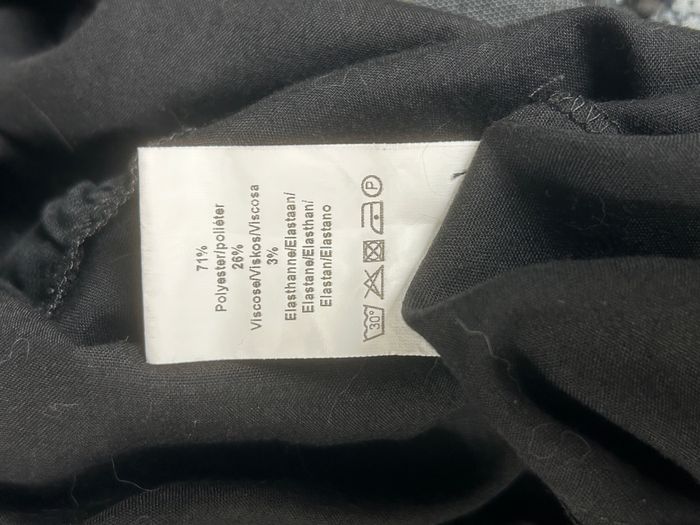 71%
Polyester/poliéter
26%
Viscose/Viskos/Viscosa
3%
Elasthanne/Elastaan/
Elastane/Elasthan/
Elastan/Elastano
30° P